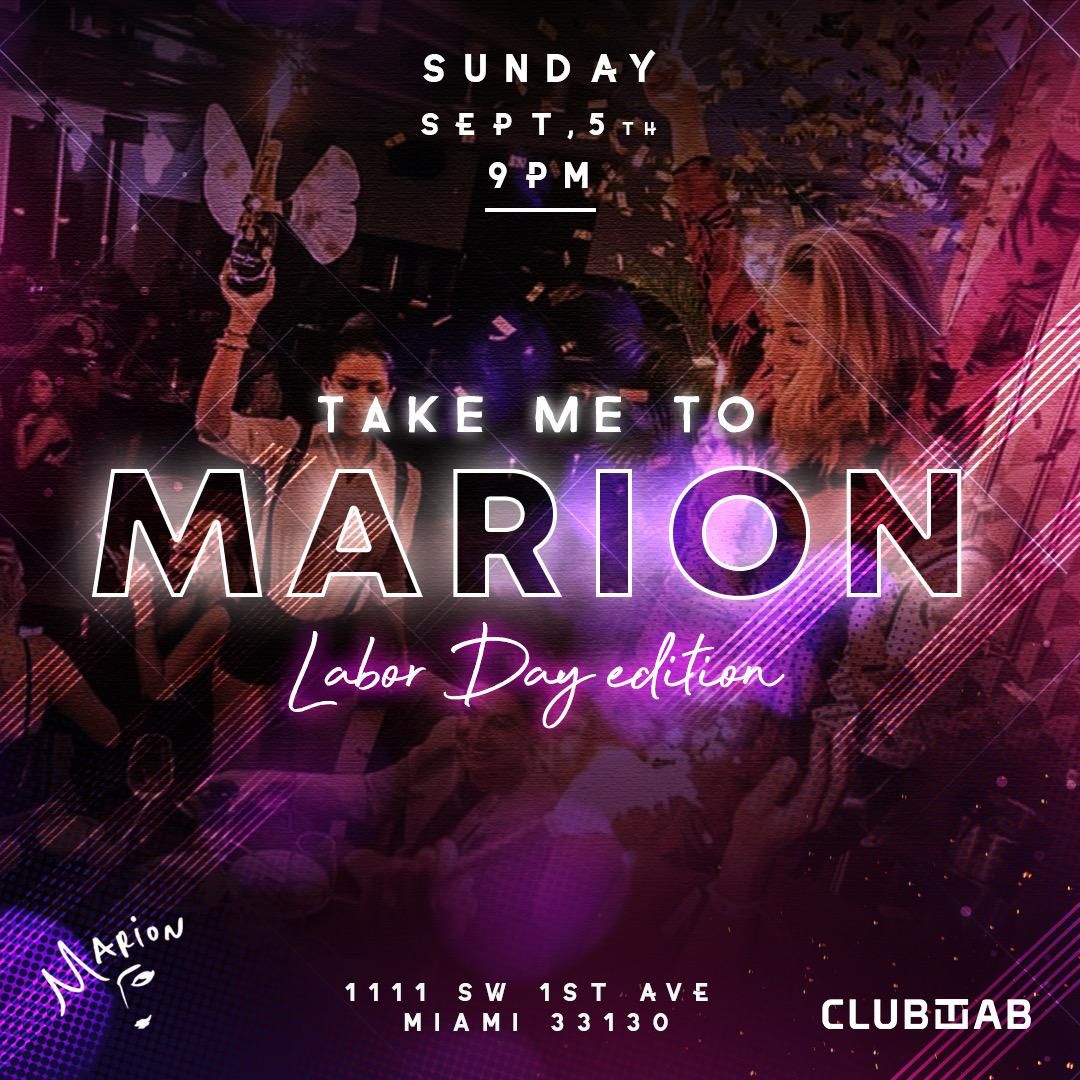 SUNDAY
SEPT,5TH
9PM
TAKE ME TO
MARION
Labor Day edition
MARION
1111 SW 1ST AVE
MIAMI 33130
CLUBTAB